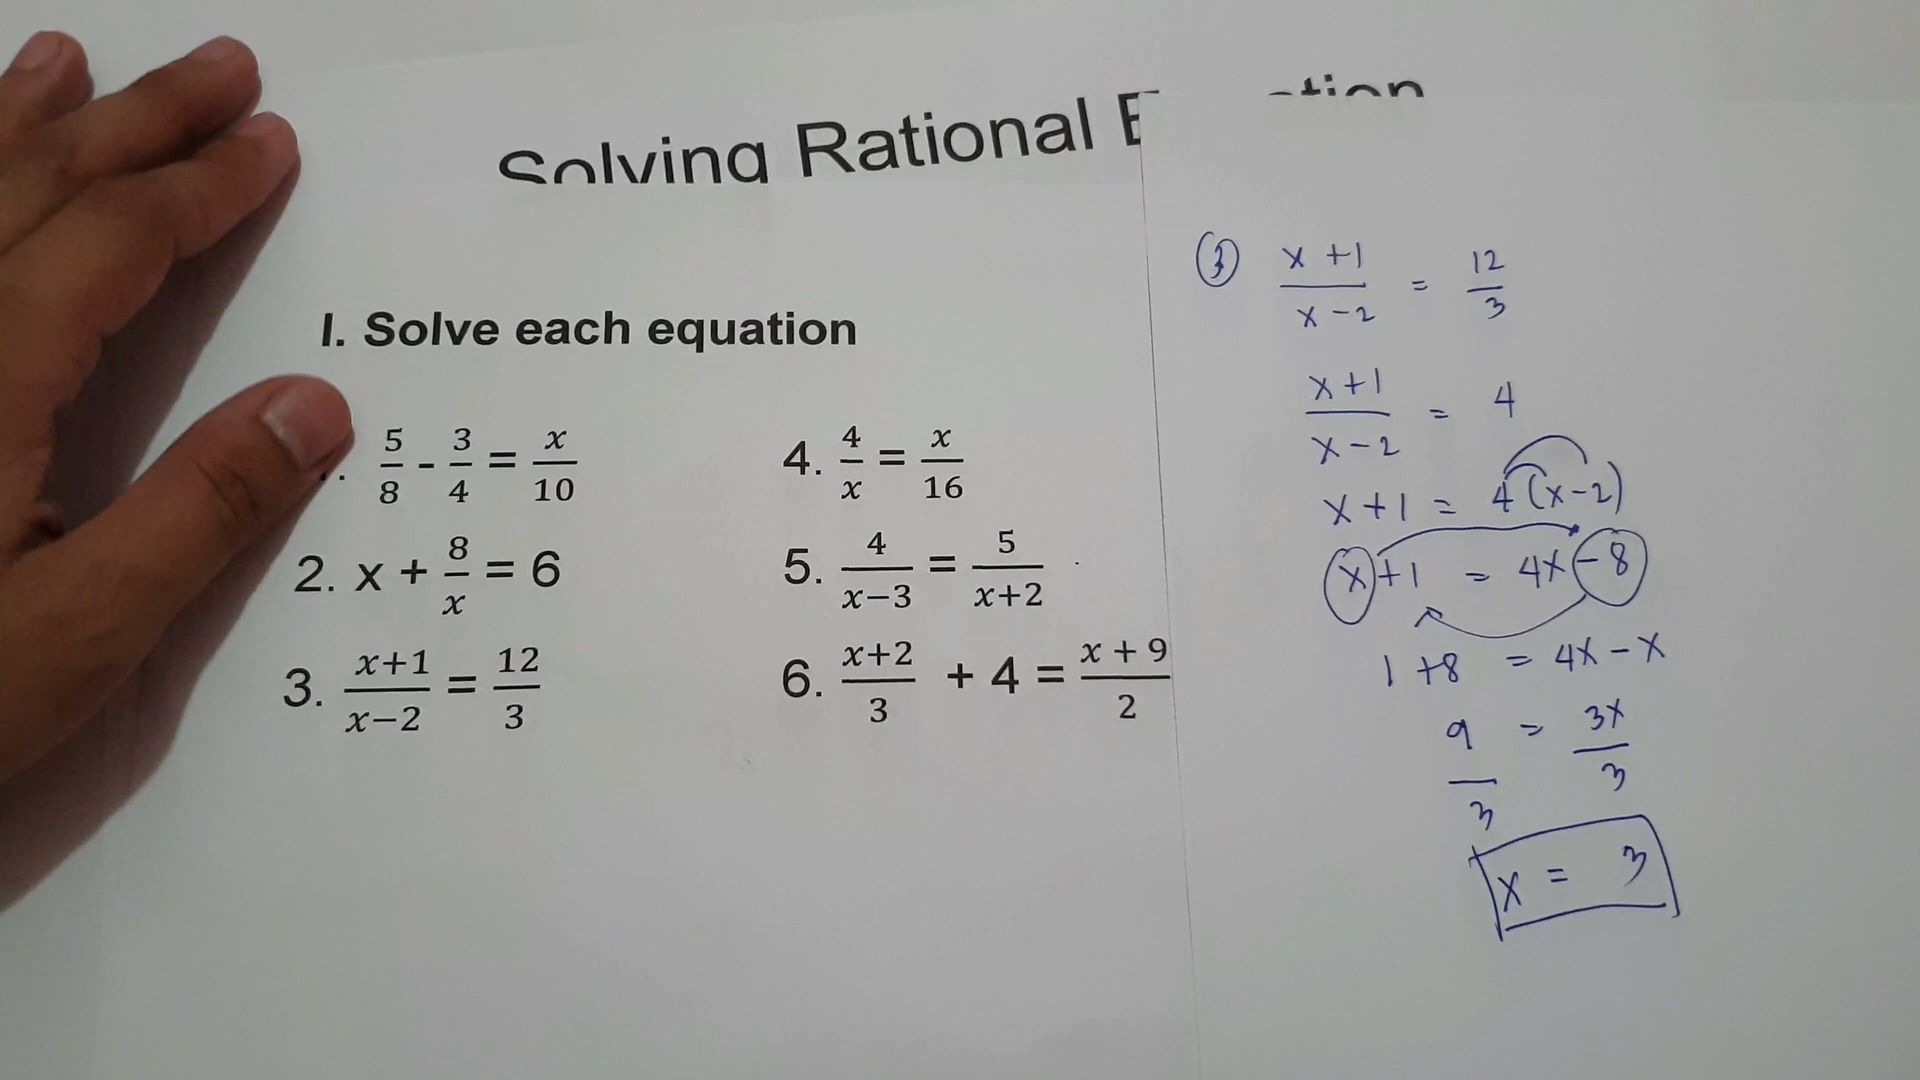 Solving Rational E tion
I. Solve each equation
. 5/8 - 3/4 = x/10
2. x + 8/x = 6
3. x+1/x−2 = 12/3
4. 4/x = x/16
5. 4/x−3 = 5/x+2
6. x+2/3 + 4 = x + 9/2
3 x +1/x -2 = 12/3
x+1/x-2 = 4
x+1 = 4(x-2)
x+1 = 4x-8
1 +8 = 4x - x
9/3 = 3x/3
x = 3